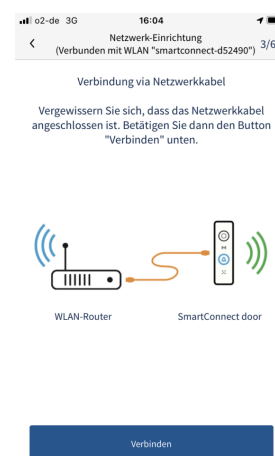 o2-de 3G 16:04
Netzwerk-Einrichtung
(Verbunden mit WLAN "smartconnect-d52490") 3/6
Verbindung via Netzwerkkabel
Vergewissern Sie sich, dass das Netzwerkkabel
angeschlossen ist. Betätigen Sie dann den Button
"Verbinden" unten.
WLAN-Router SmartConnect door
Verbinden